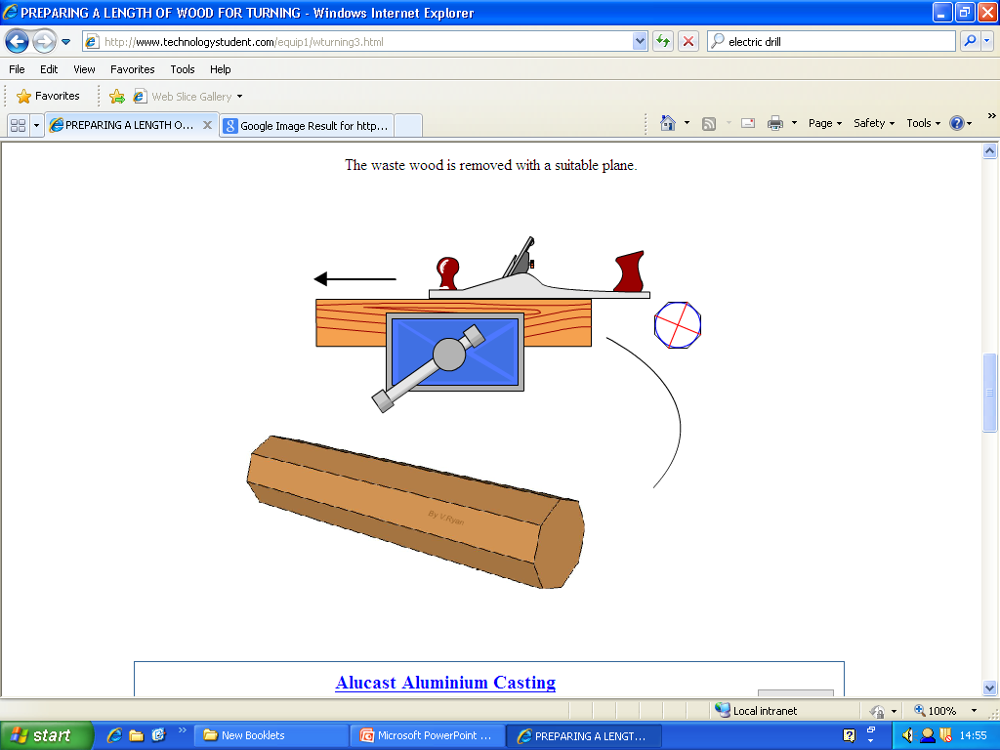 PREPARING A LENGTH OF WOOD FOR TURNING - Windows Internet Explorer
http://www.technologystudent.com/equip1/wturning3.html
electric drill
File Edit View Favorites Tools Help
Favorites Web Slice Gallery
PREPARING A LENGTH O... Google Image Result for http... Page Safety Tools »
The waste wood is removed with a suitable plane.
By V.Ryan
Alucast Aluminium Casting
Local intranet 100%
start » New Booklets Microsoft PowerPoint ... PREPARING A LENGT... 14:55